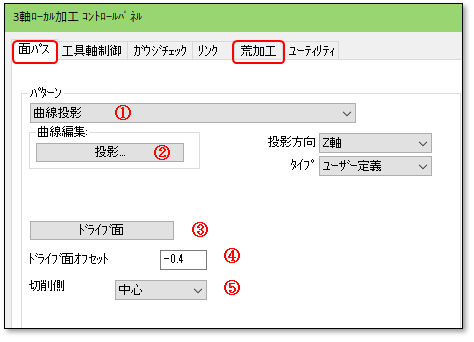 3軸ﾛｰｶﾙ加工 ｺﾝﾄﾛｰﾙﾊﾟﾈﾙ
面ﾊﾟｽ 工具軸制御 ｶﾞｳｼﾞﾁｪｯｸ ﾘﾝｸ 荒加工 ﾕｰﾃｨﾘﾃｨ
ﾊﾟﾀｰﾝ
曲線投影 ①
曲線編集:
投影... ②
投影方向 Z軸
ﾀｲﾌﾟ ﾕｰｻﾞｰ定義
ﾄﾞﾗｲﾌﾞ面 ③
ﾄﾞﾗｲﾌﾞ面ｵﾌｾｯﾄ -0.4 ④
切削側 中心 ⑤